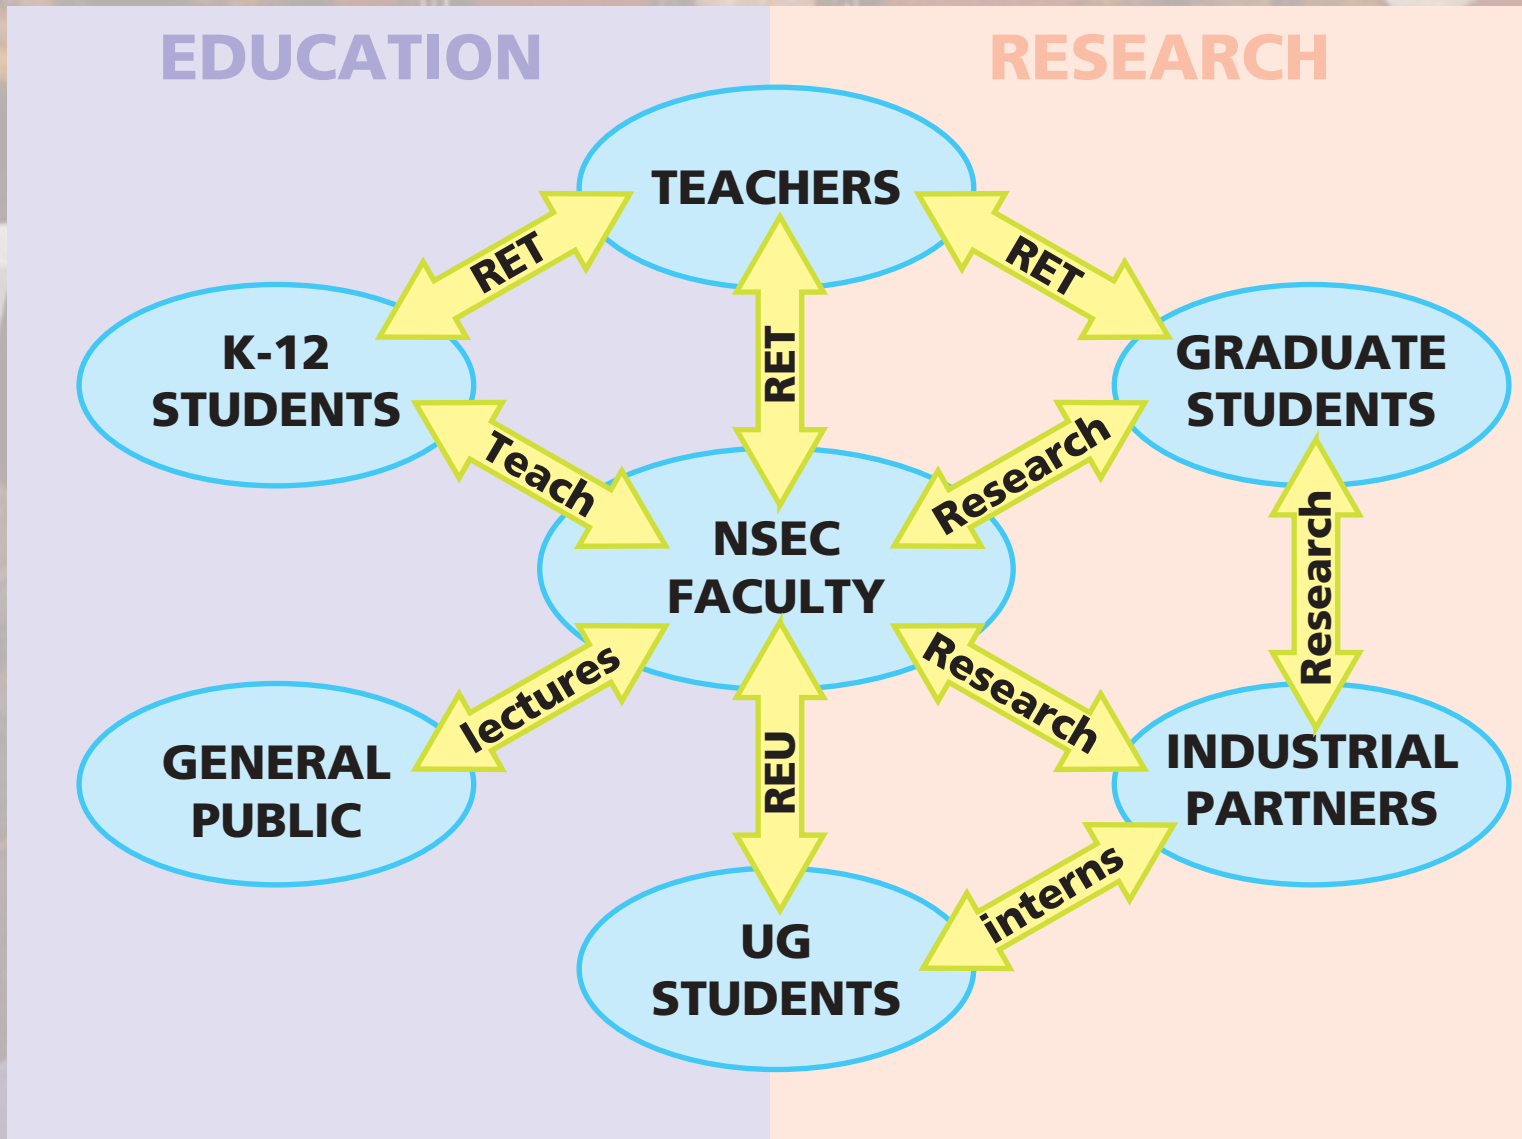 EDUCATION
RESEARCH
TEACHERS
RET
RET
RET
K-12
STUDENTS
GRADUATE
STUDENTS
Teach
Research
NSEC
FACULTY
Research
lectures
Research
REU
GENERAL
PUBLIC
INDUSTRIAL
PARTNERS
interns
UG
STUDENTS